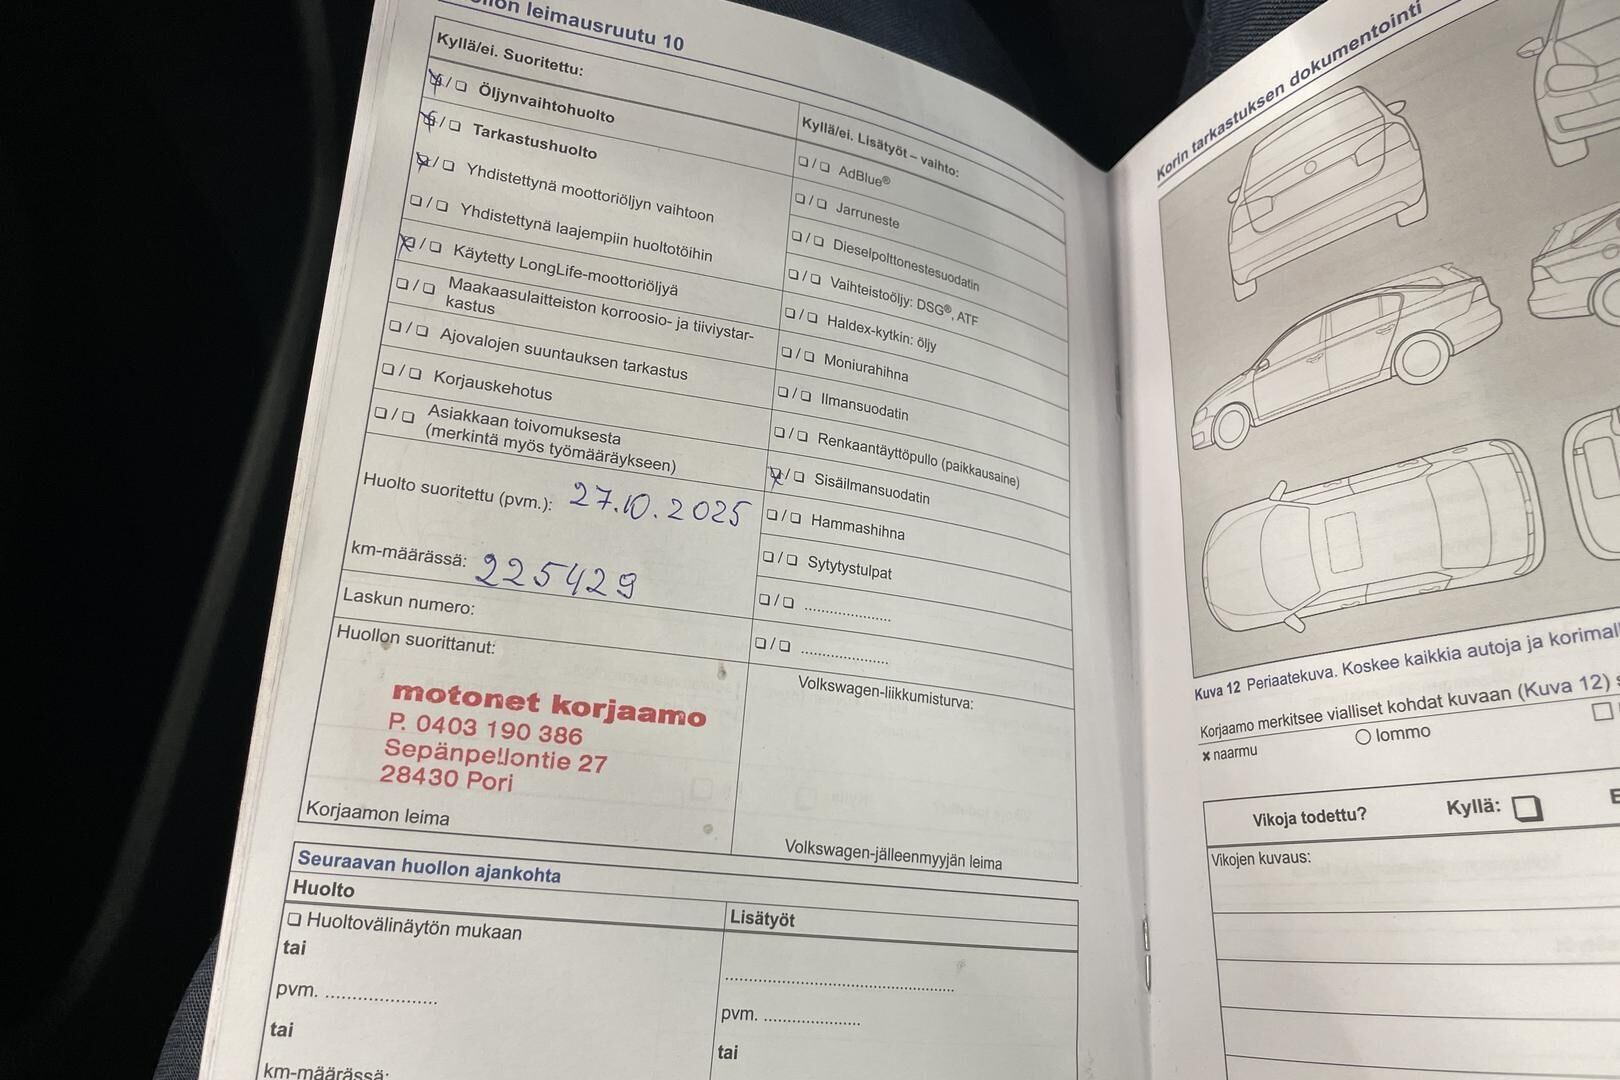 leimausruutu 10
Kyllä/ei. Suoritettu:
/ Öljynvaihtohuolto
/ Tarkastushuolto
/ Yhdistettynä moottoriöljyn vaihtoon
/ Yhdistettynä laajempiin huoltotöihin
/ Käytetty LongLife-moottoriöljyä
/ Maakaasulaitteiston korroosio- ja tiiviystar-
kastus
/ Ajovalojen suuntauksen tarkastus
/ Korjauskehotus
/ Asiakkaan toivomuksesta
(merkintä myös työmääräykseen)
Huolto suoritettu (pvm.): 27.10.2025
km-määrässä: 225429
Laskun numero:
Huollon suorittanut:
motonet korjaamo
P. 0403 190 386
Sepänpellontie 27
28430 Pori
Korjaamon leima
Kyllä/ei. Lisätyöt – vaihto:
/ AdBlue®
/ Jarruneste
/ Dieselpolttonestesuodatin
/ Vaihteistoöljy: DSG®, ATF
/ Haldex-kytkin: öljy
/ Moniurahihna
/ Ilmansuodatin
/ Renkaantäyttöpullo (paikkausaine)
/ Sisäilmansuodatin
/ Hammashihna
/ Sytytystulpat
/ ....................
/ ....................
Volkswagen-liikkumisturva:
Volkswagen-jälleenmyyjän leima
Seuraavan huollon ajankohta
Huolto
Huoltovälinäytön mukaan
tai
pvm. ....................
tai
km-määrässä:
Lisätyöt
........................................
pvm. ....................
tai
Korin tarkastuksen dokumentointi
Kuva 12 Periaatekuva. Koskee kaikkia autoja ja
Korjaamo merkitsee vialliset kohdat kuvaan (Kuva 12)
x naarmu
lommo
Vikoja todettu?
Kyllä:
Vikojen kuvaus: